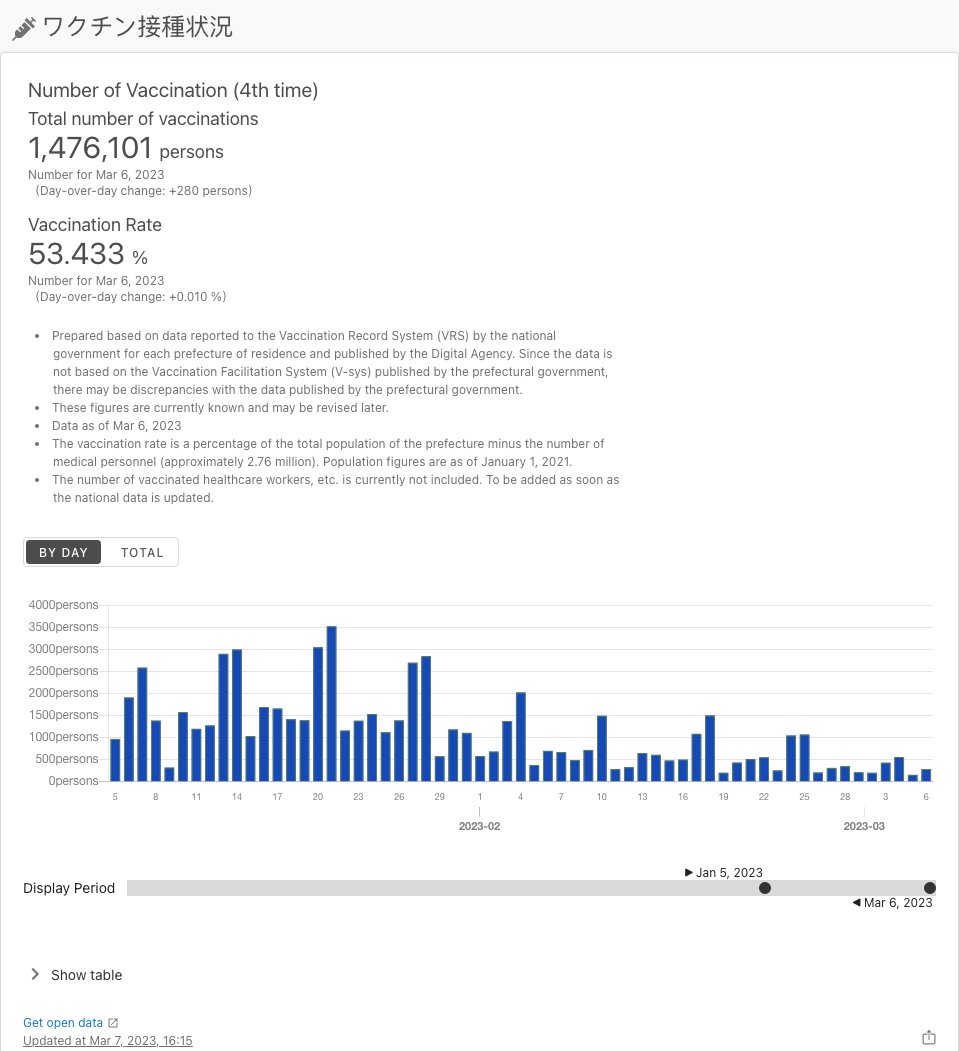 ワクチン接種状況
Number of Vaccination (4th time)
Total number of vaccinations
1,476,101 persons
Number for Mar 6, 2023
(Day-over-day change: +280 persons)
Vaccination Rate
53.433 %
Number for Mar 6, 2023
(Day-over-day change: +0.010 %)
• Prepared based on data reported to the Vaccination Record System (VRS) by the national
government for each prefecture of residence and published by the Digital Agency. Since the data is
not based on the Vaccination Facilitation System (V-sys) published by the prefectural government,
there may be discrepancies with the data published by the prefectural government.
• These figures are currently known and may be revised later.
• Data as of Mar 6, 2023
• The vaccination rate is a percentage of the total population of the prefecture minus the number of
medical personnel (approximately 2.76 million). Population figures are as of January 1, 2021.
• The number of vaccinated healthcare workers, etc. is currently not included. To be added as soon as
the national data is updated.
BY DAY TOTAL
4000persons
3500persons
3000persons
2500persons
2000persons
1500persons
1000persons
500persons
0persons
5 8 11 14 17 20 23 26 29 1 4 7 10 13 16 19 22 25 28 3 6
2023-02 2023-03
Jan 5, 2023
Display Period
Mar 6, 2023
Show table
Get open data
Updated at Mar 7, 2023, 16:15